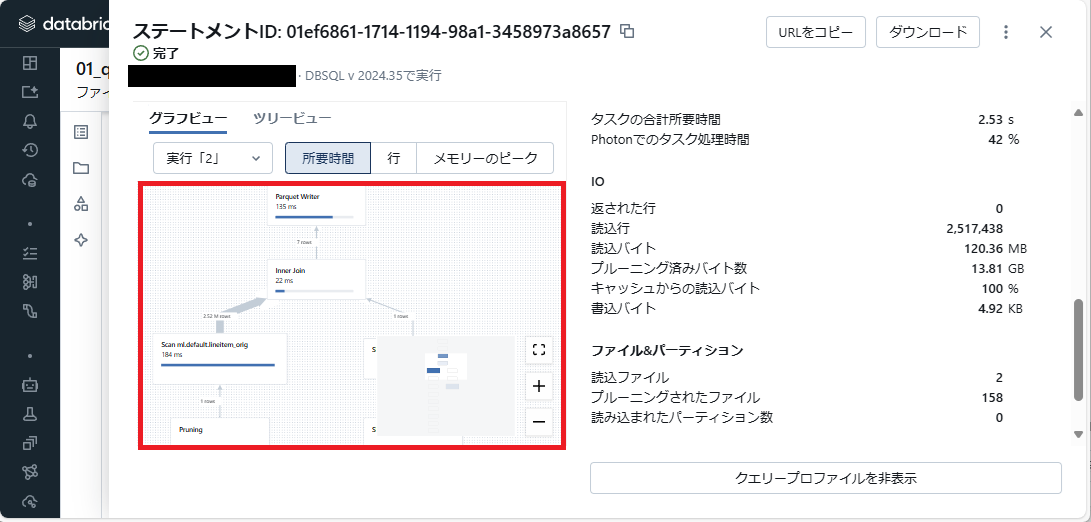 databric
ステートメントID: 01ef6861-1714-1194-98a1-3458973a8657
URLをコピー
ダウンロード
完了
01_q
ファイ
· DBSQL v 2024.35で実行
グラフビュー
ツリービュー
実行「2」
所要時間
行
メモリーのピーク
Parquet Writer
135 ms
7 rows
Inner Join
22 ms
2.52 M rows
1 rows
Scan ml.default.lineitem_orig
184 ms
S
1 rows
Pruning
S
タスクの合計所要時間 2.53 s
Photonでのタスク処理時間 42 %
IO
返された行 0
読込行 2,517,438
読込バイト 120.36 MB
プルーニング済みバイト数 13.81 GB
キャッシュからの読込バイト 100 %
書込バイト 4.92 KB
ファイル&パーティション
読込ファイル 2
プルーニングされたファイル 158
読み込まれたパーティション数 0
クエリープロファイルを非表示